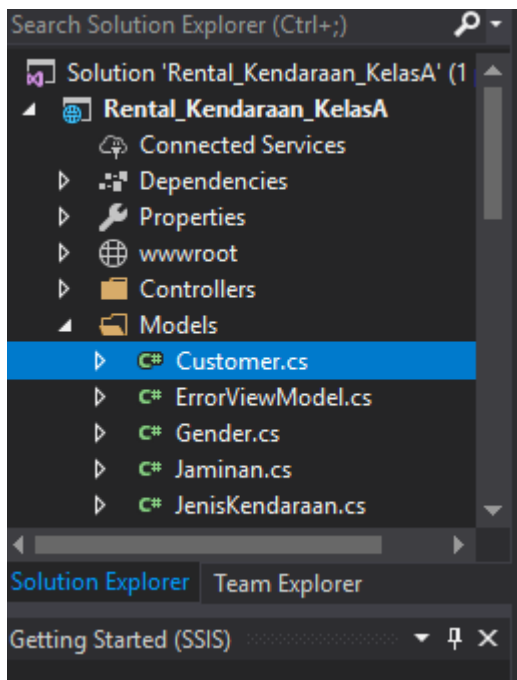 Search Solution Explorer (Ctrl+;)
Solution 'Rental_Kendaraan_KelasA' (1
Rental_Kendaraan_KelasA
Connected Services
Dependencies
Properties
wwwroot
Controllers
Models
C# Customer.cs
C# ErrorViewModel.cs
C# Gender.cs
C# Jaminan.cs
C# JenisKendaraan.cs
Solution Explorer Team Explorer
Getting Started (SSIS)